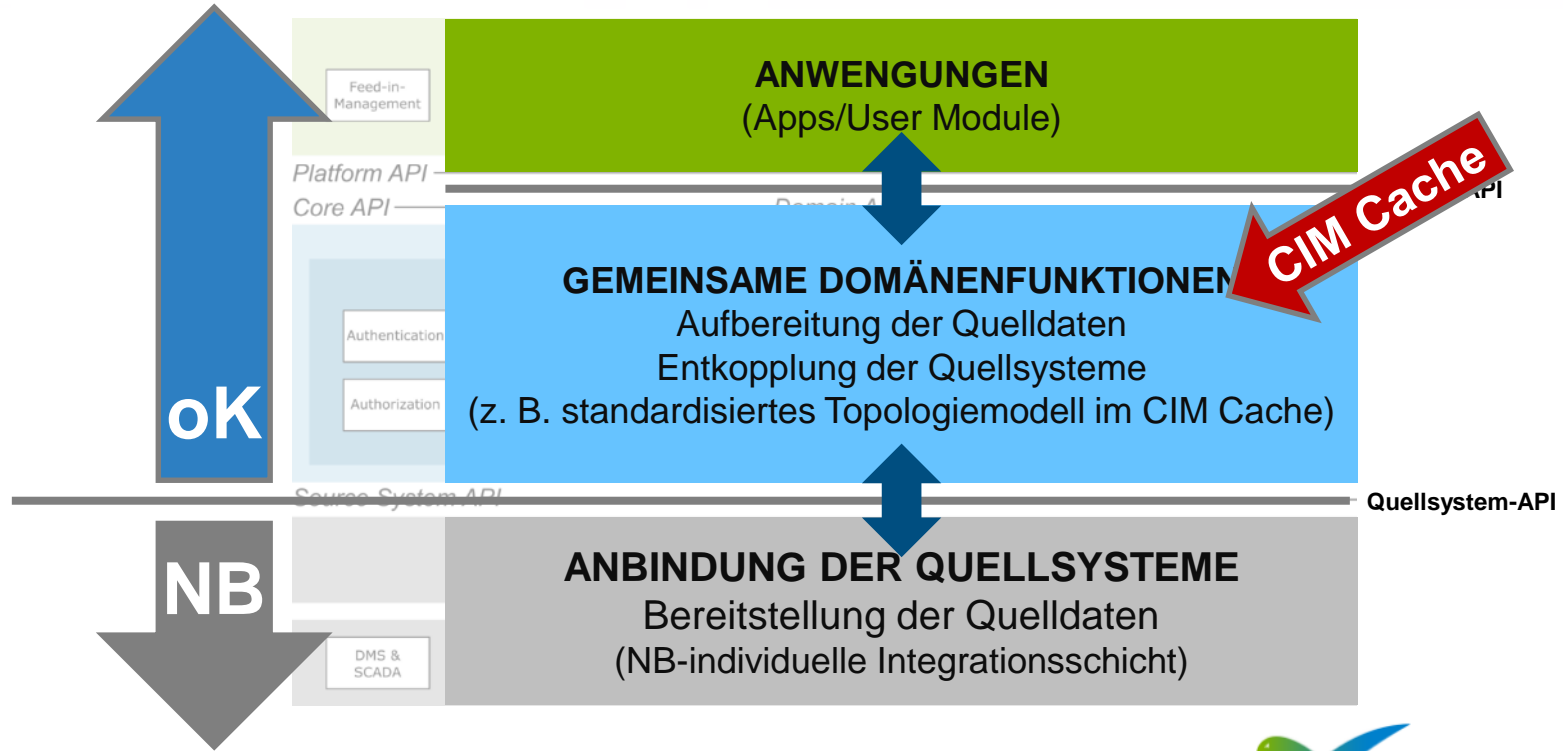 ANWENGUNGEN
(Apps/User Module)
Feed-in-
Management
Platform API
Core API
API
CIM Cache
GEMEINSAME DOMÄNENFUNKTIONEN
Aufbereitung der Quelldaten
Entkopplung der Quellsysteme
(z. B. standardisiertes Topologiemodell im CIM Cache)
Authentication
Authorization
oK
Source System API
Quellsystem-API
NB
ANBINDUNG DER QUELLSYSTEME
Bereitstellung der Quelldaten
(NB-individuelle Integrationsschicht)
DMS &
SCADA